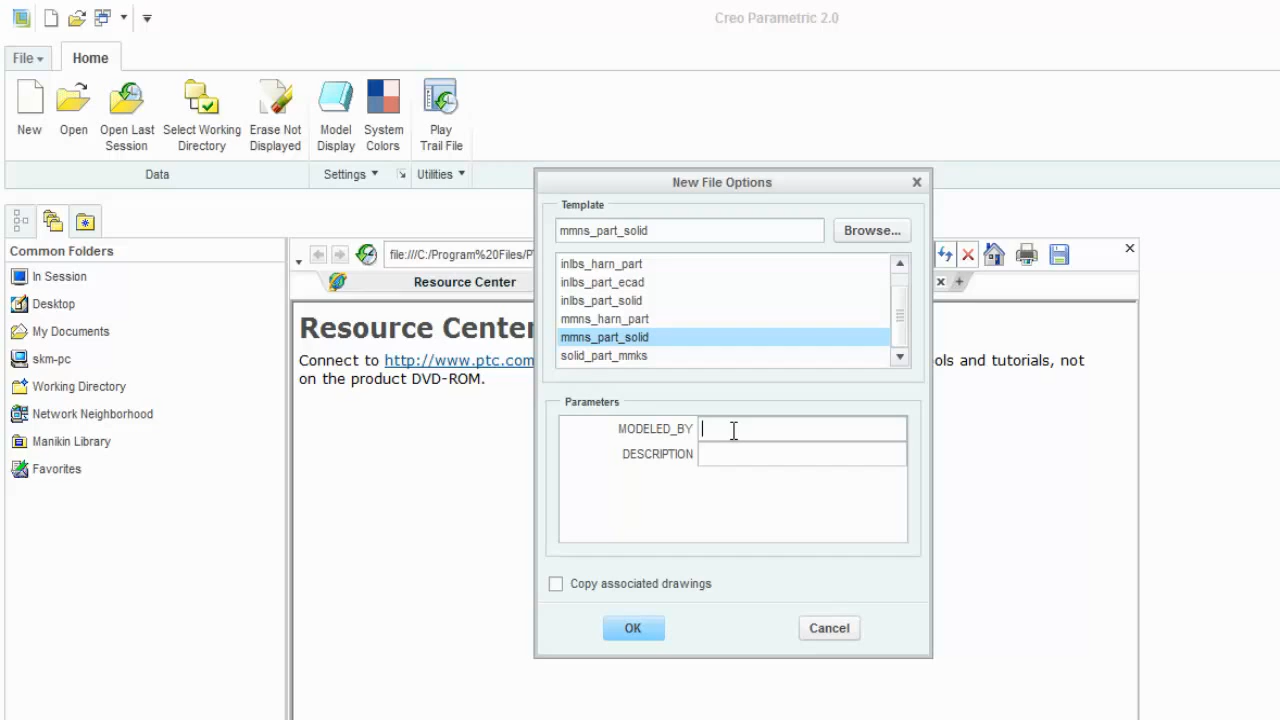 Creo Parametric 2.0
File Home
New Open Open Last Session Select Working Directory Erase Not Displayed Model Display System Colors Play Trail File
Data Settings Utilities
New File Options
Template
mmns_part_solid Browse...
inlbs_harn_part
inlbs_part_ecad
inlbs_part_solid
mmns_harn_part
mmns_part_solid
solid_part_mmks
Parameters
MODELED_BY
DESCRIPTION
Copy associated drawings
OK Cancel
Common Folders
In Session
Desktop
My Documents
skm-pc
Working Directory
Network Neighborhood
Manikin Library
Favorites
file:///C:/Program%20Files/P
Resource Center
Resource Center
Connect to http://www.ptc.com ols and tutorials, not
on the product DVD-ROM.